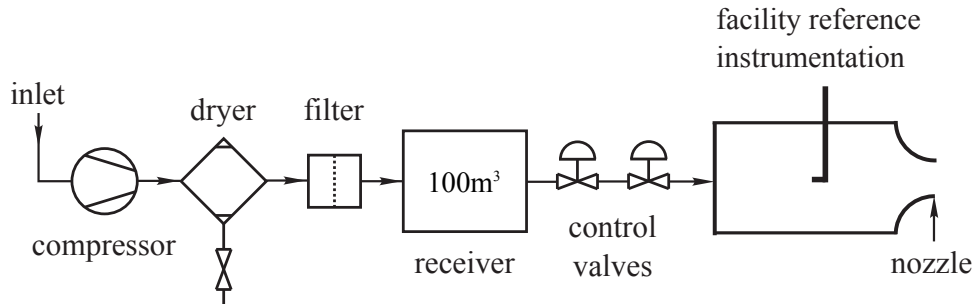 facility reference
instrumentation
inlet
dryer
filter
100m³
compressor
receiver
control
valves
nozzle